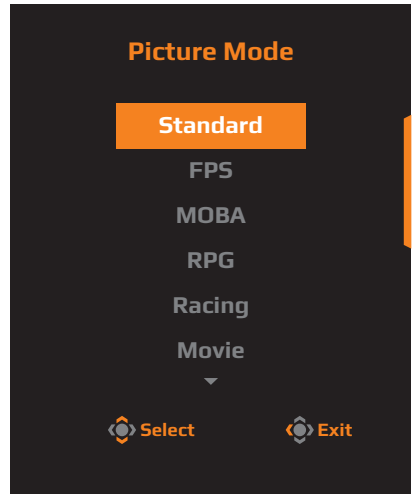 Picture Mode
Standard
FPS
MOBA
RPG
Racing
Movie
Select Exit